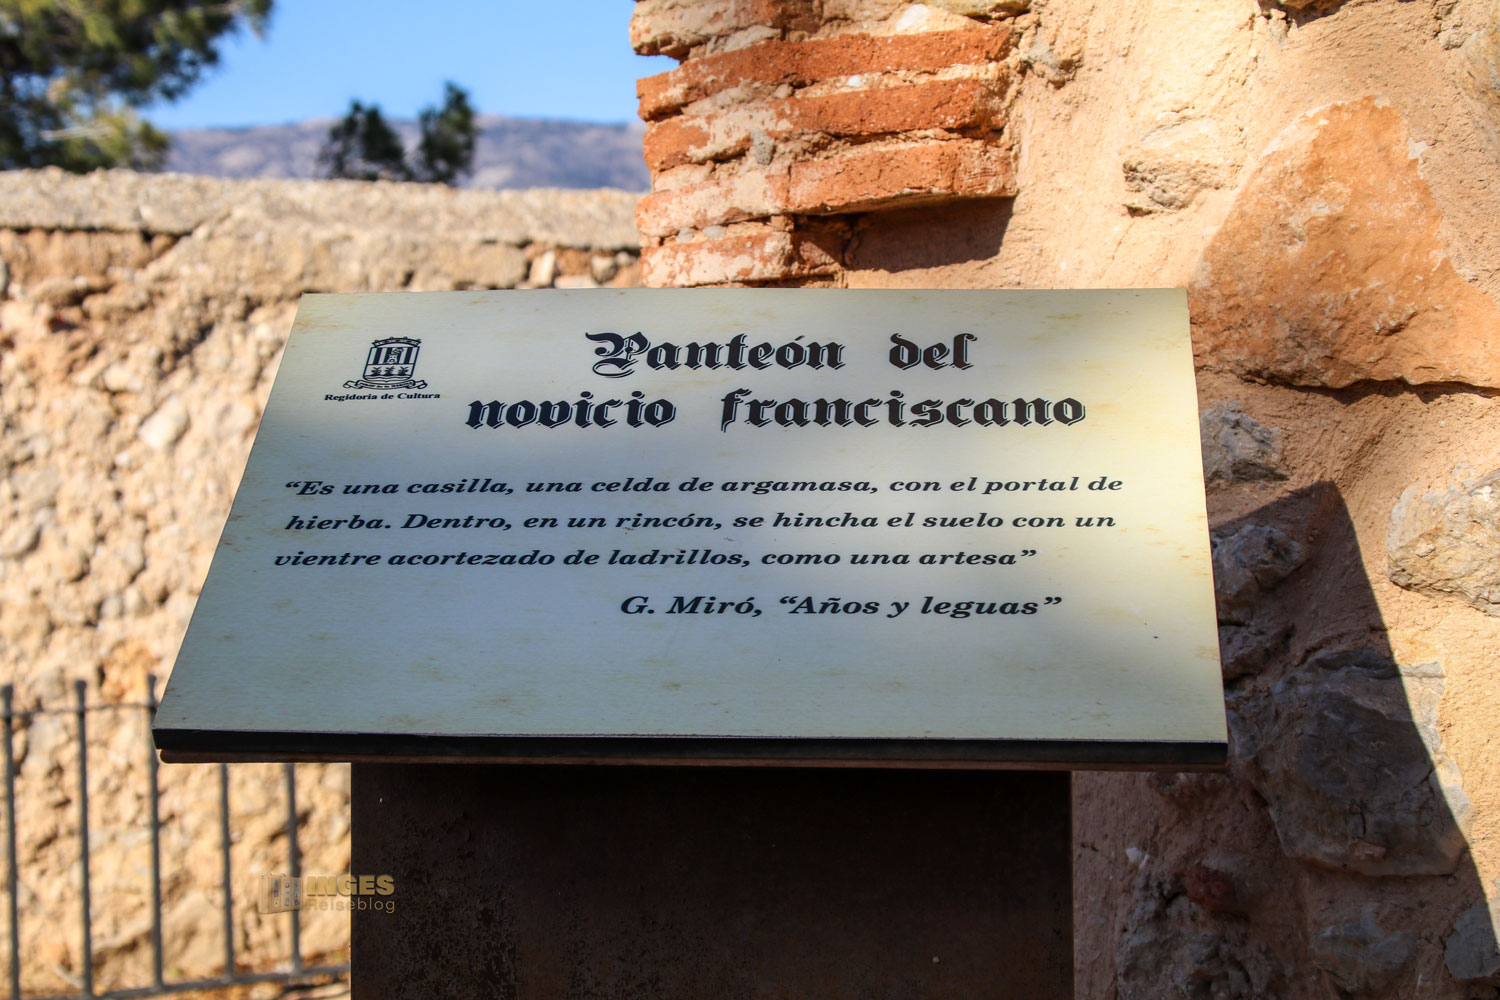 Panteón del
novicio franciscano
Regidoria de Cultura
“Es una casilla, una celda de argamasa, con el portal de
hierba. Dentro, en un rincón, se hincha el suelo con un
vientre acortezado de ladrillos, como una artesa”
G. Miró, “Años y leguas”
INGES
Reiseblog